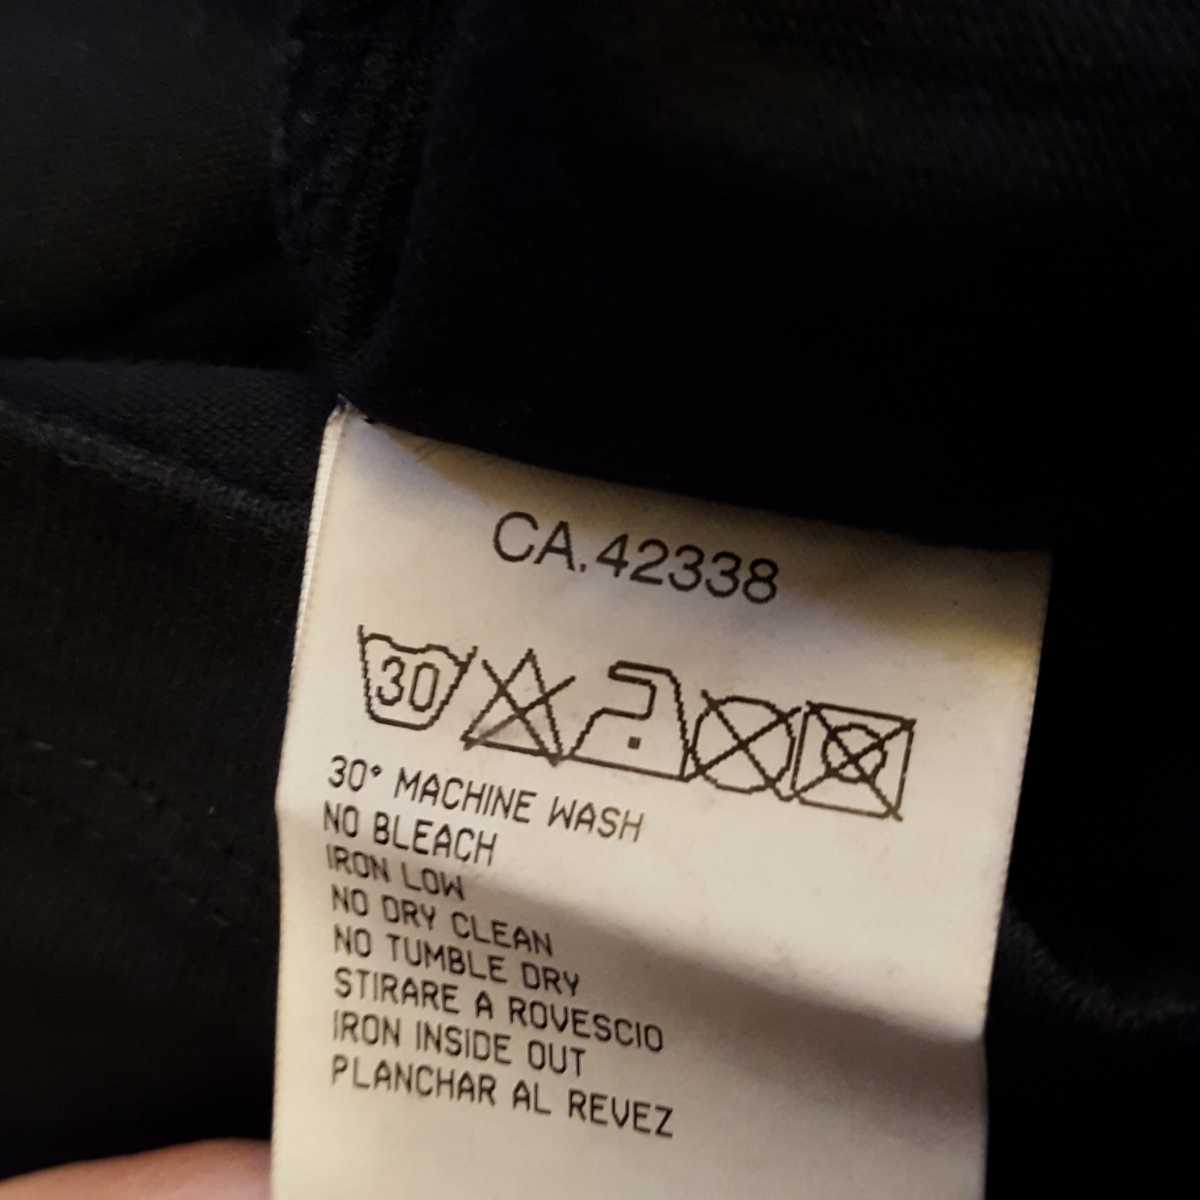 CA.42338
30
30° MACHINE WASH
NO BLEACH
IRON LOW
NO DRY CLEAN
NO TUMBLE DRY
STIRARE A ROVESCIO
IRON INSIDE OUT
PLANCHAR AL REVEZ